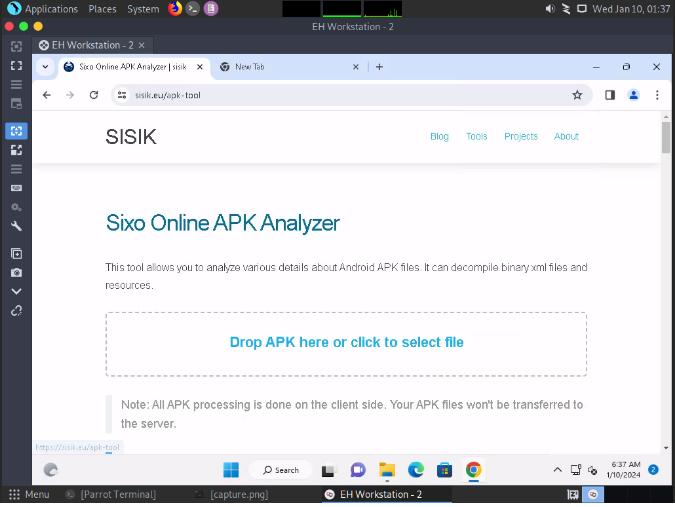 Applications Places System
Wed Jan 10, 01:37
EH Workstation - 2
EH Workstation - 2 ×
Sixo Online APK Analyzer | sisik × New Tab × +
sisik.eu/apk-tool
SISIK
Blog Tools Projects About
Sixo Online APK Analyzer
This tool allows you to analyze various details about Android APK files. It can decompile binary xml files and
resources.
Drop APK here or click to select file
Note: All APK processing is done on the client side. Your APK files won't be transferred to
the server.
https://sisik.eu/apk-tool
Search
6:37 AM
1/10/2024
2
Menu [Parrot Terminal] [capture.png] EH Workstation - 2